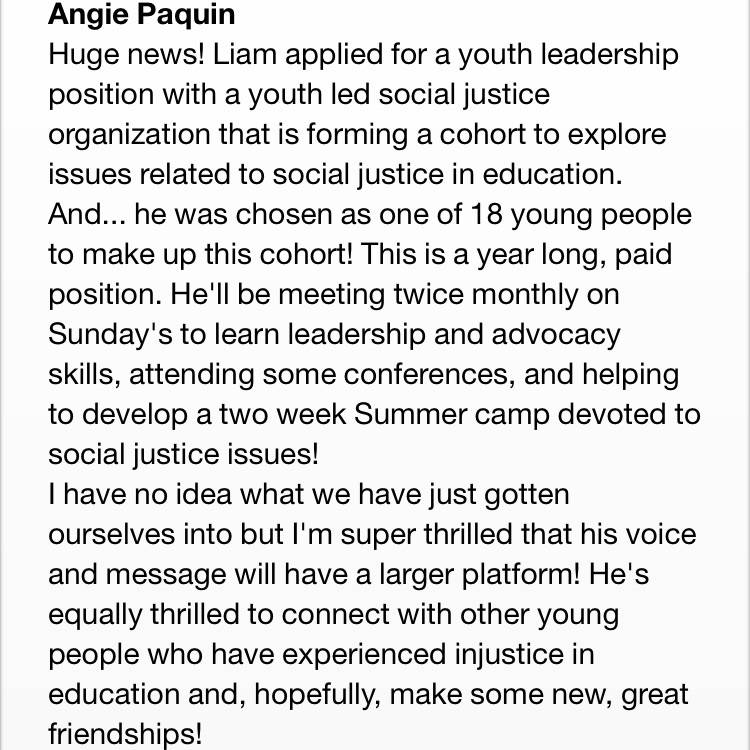 Angie Paquin
Huge news! Liam applied for a youth leadership
position with a youth led social justice
organization that is forming a cohort to explore
issues related to social justice in education.
And... he was chosen as one of 18 young people
to make up this cohort! This is a year long, paid
position. He'll be meeting twice monthly on
Sunday's to learn leadership and advocacy
skills, attending some conferences, and helping
to develop a two week Summer camp devoted to
social justice issues!
I have no idea what we have just gotten
ourselves into but I'm super thrilled that his voice
and message will have a larger platform! He's
equally thrilled to connect with other young
people who have experienced injustice in
education and, hopefully, make some new, great
friendships!